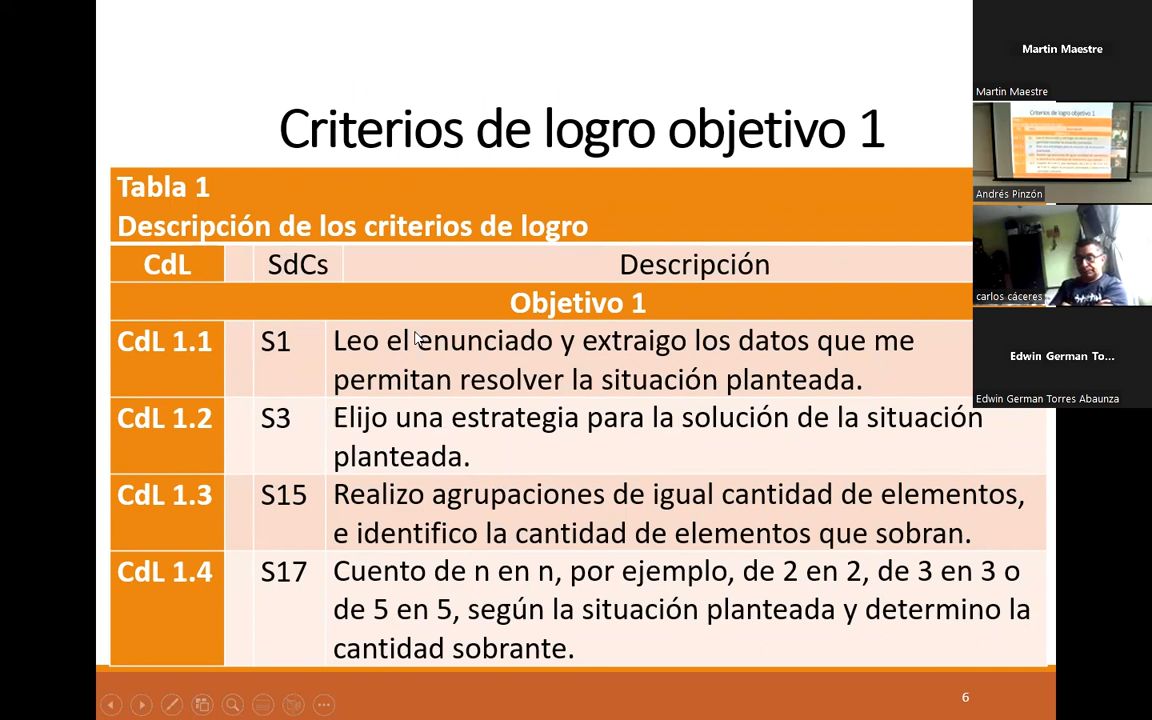 Criterios de logro objetivo 1
Tabla 1
Descripción de los criterios de logro
CdL SdCs Descripción
Objetivo 1
CdL 1.1 S1 Leo el enunciado y extraigo los datos que me
permitan resolver la situación planteada.
CdL 1.2 S3 Elijo una estrategia para la solución de la situación
planteada.
CdL 1.3 S15 Realizo agrupaciones de igual cantidad de elementos,
e identifico la cantidad de elementos que sobran.
CdL 1.4 S17 Cuento de n en n, por ejemplo, de 2 en 2, de 3 en 3 o
de 5 en 5, según la situación planteada y determino la
cantidad sobrante.
6
Martin Maestre
Martin Maestre
Criterios de logro objetivo 1
Andrés Pinzón
carlos cáceres
Edwin German To...
Edwin German Torres Abaunza